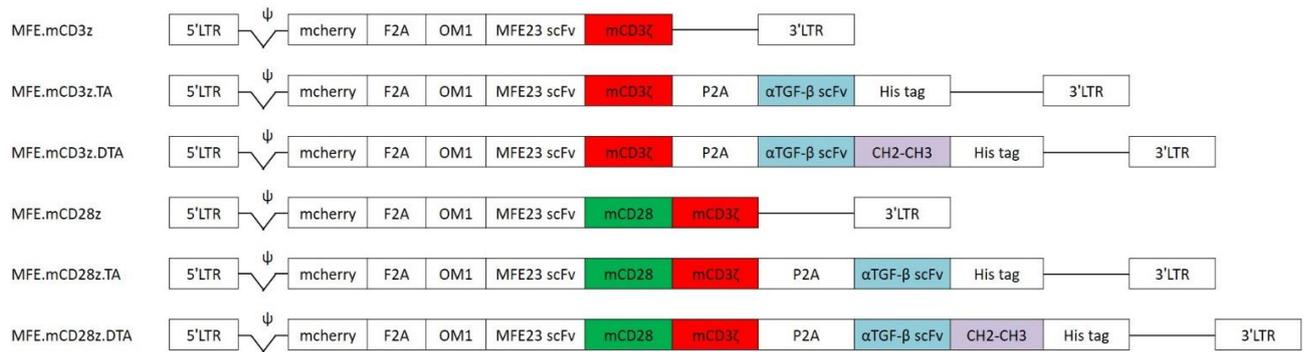 ψ
MFE.mCD3z 5'LTR mcherry F2A OM1 MFE23 scFv mCD3ζ 3'LTR
ψ
MFE.mCD3z.TA 5'LTR mcherry F2A OM1 MFE23 scFv mCD3ζ P2A αTGF-β scFv His tag 3'LTR
ψ
MFE.mCD3z.DTA 5'LTR mcherry F2A OM1 MFE23 scFv mCD3ζ P2A αTGF-β scFv CH2-CH3 His tag 3'LTR
ψ
MFE.mCD28z 5'LTR mcherry F2A OM1 MFE23 scFv mCD28 mCD3ζ 3'LTR
ψ
MFE.mCD28z.TA 5'LTR mcherry F2A OM1 MFE23 scFv mCD28 mCD3ζ P2A αTGF-β scFv His tag 3'LTR
ψ
MFE.mCD28z.DTA 5'LTR mcherry F2A OM1 MFE23 scFv mCD28 mCD3ζ P2A αTGF-β scFv CH2-CH3 His tag 3'LTR